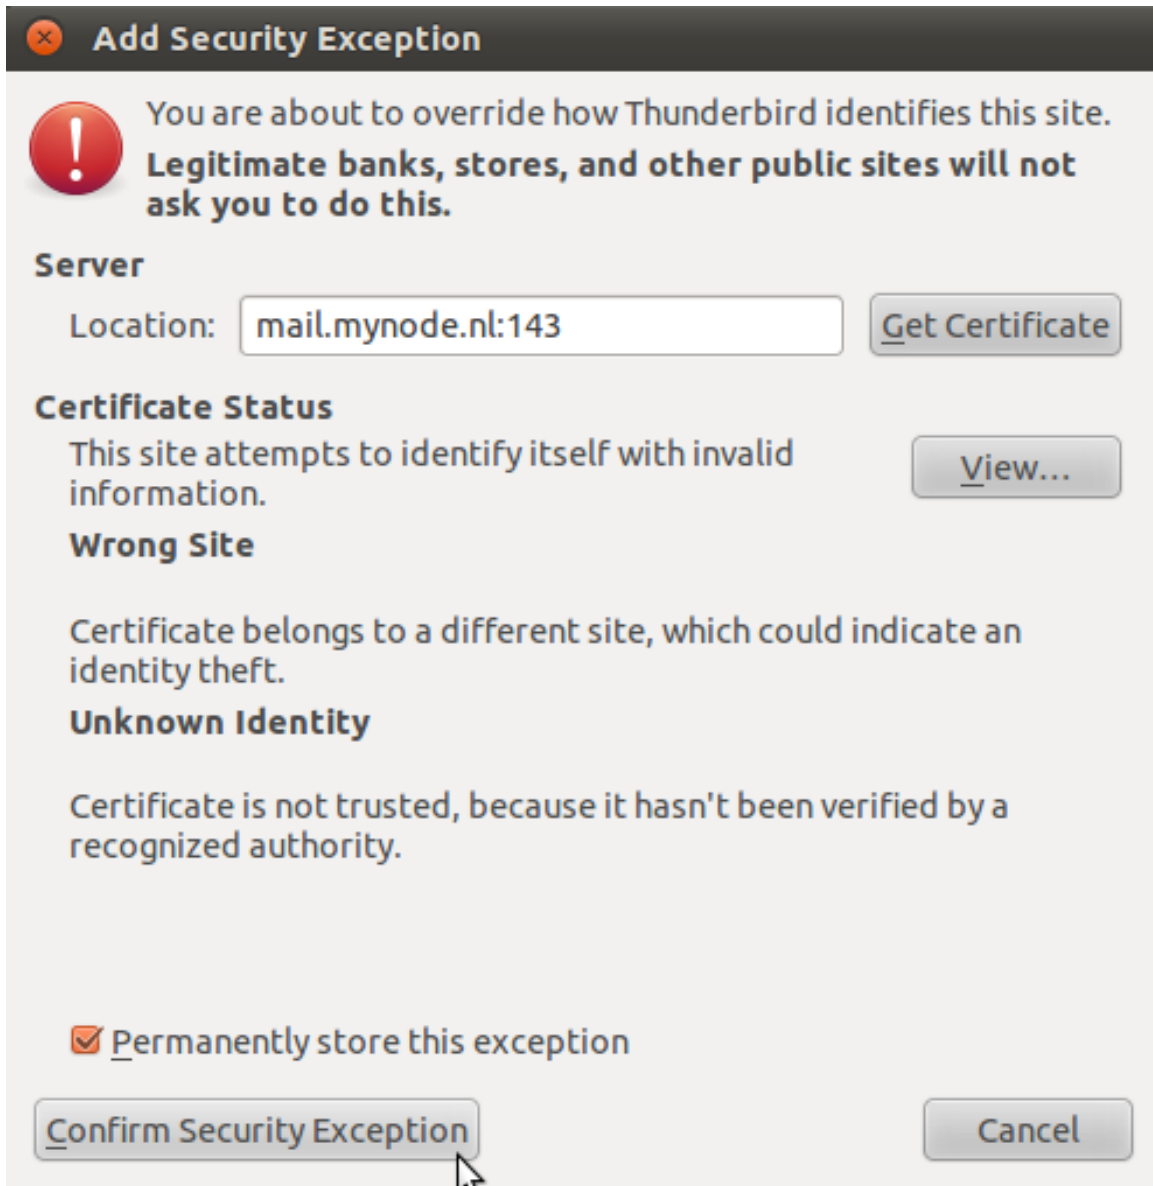 Add Security Exception
You are about to override how Thunderbird identifies this site.
Legitimate banks, stores, and other public sites will not
ask you to do this.
Server
Location: mail.mynode.nl:143 Get Certificate
Certificate Status
This site attempts to identify itself with invalid
information.
View...
Wrong Site
Certificate belongs to a different site, which could indicate an
identity theft.
Unknown Identity
Certificate is not trusted, because it hasn't been verified by a
recognized authority.
Permanently store this exception
Confirm Security Exception Cancel